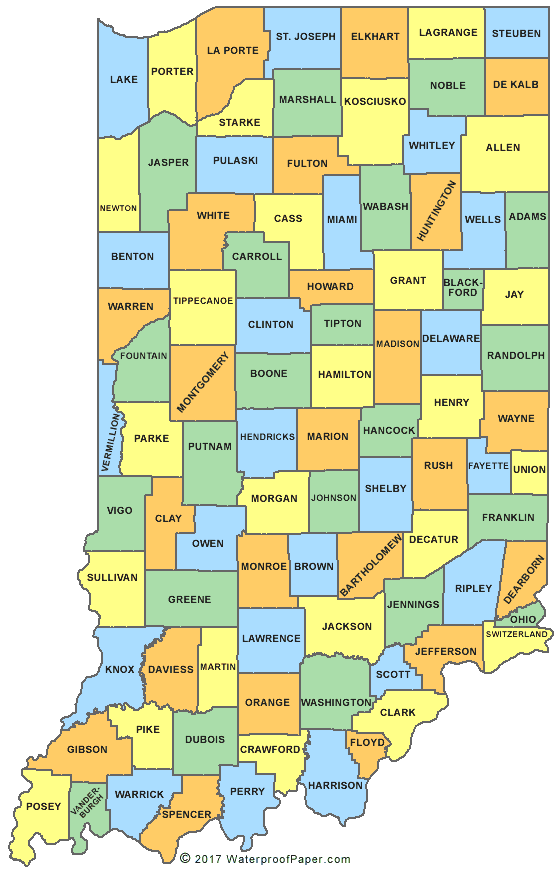 LAKE
PORTER
LA PORTE
ST. JOSEPH
ELKHART
LAGRANGE
STEUBEN
NOBLE
DE KALB
MARSHALL
KOSCIUSKO
STARKE
WHITLEY
ALLEN
JASPER
PULASKI
FULTON
NEWTON
WHITE
CASS
MIAMI
WABASH
HUNTINGTON
WELLS
ADAMS
BENTON
CARROLL
GRANT
BLACK-
FORD
JAY
HOWARD
WARREN
TIPPECANOE
CLINTON
TIPTON
MADISON
DELAWARE
RANDOLPH
FOUNTAIN
MONTGOMERY
BOONE
HAMILTON
HENRY
WAYNE
VERMILLION
PARKE
PUTNAM
HENDRICKS
MARION
HANCOCK
RUSH
FAYETTE
UNION
VIGO
CLAY
OWEN
MORGAN
JOHNSON
SHELBY
FRANKLIN
DECATUR
SULLIVAN
GREENE
MONROE
BROWN
BARTHOLOMEW
RIPLEY
DEARBORN
JENNINGS
OHIO
SWITZERLAND
JACKSON
LAWRENCE
JEFFERSON
KNOX
DAVIESS
MARTIN
SCOTT
ORANGE
WASHINGTON
CLARK
GIBSON
PIKE
DUBOIS
CRAWFORD
FLOYD
HARRISON
POSEY
VANDER-
BURGH
WARRICK
SPENCER
PERRY
© 2017 WaterproofPaper.com